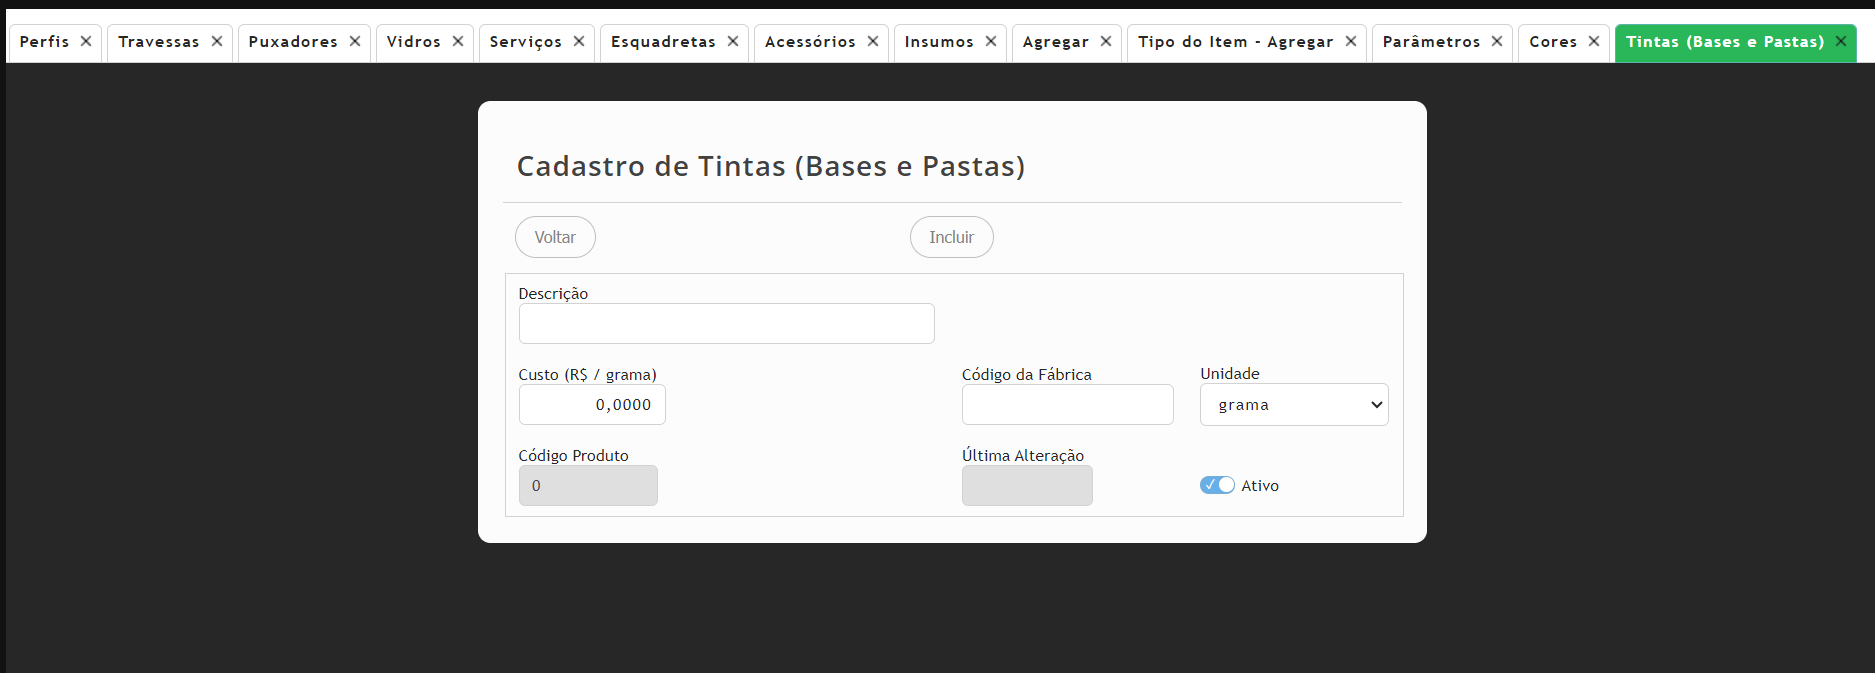 Perfis ✕ Travessas ✕ Puxadores ✕ Vidros ✕ Serviços ✕ Esquadretas ✕ Acessórios ✕ Insumos ✕ Agregar ✕ Tipo do Item - Agregar ✕ Parâmetros ✕ Cores ✕ Tintas (Bases e Pastas) ✕
Cadastro de Tintas (Bases e Pastas)
Voltar Incluir
Descrição
Custo (R$ / grama) Código da Fábrica Unidade
0,0000 grama
Código Produto Última Alteração
0 Ativo